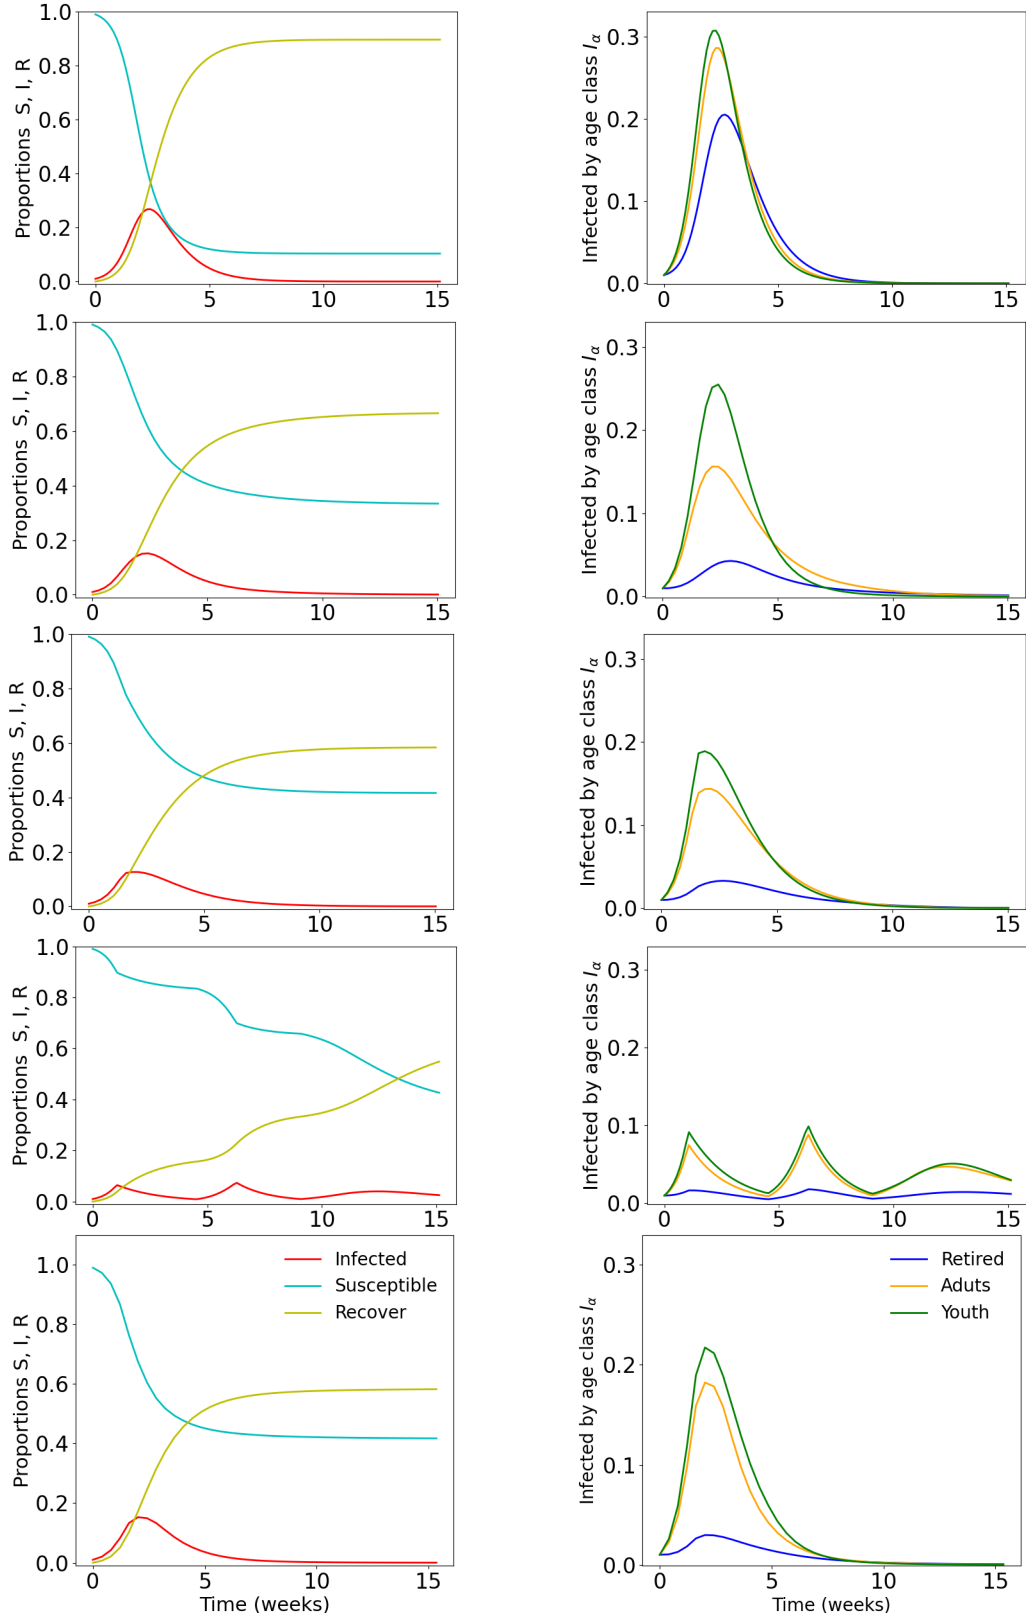 Proportions S, I, R
1.0
0.8
0.6
0.4
0.2
0.0
0 5 10 15
Infected by age class Iα
0.3
0.2
0.1
0.0
0 5 10 15
Proportions S, I, R
1.0
0.8
0.6
0.4
0.2
0.0
0 5 10 15
Infected by age class Iα
0.3
0.2
0.1
0.0
0 5 10 15
Proportions S, I, R
1.0
0.8
0.6
0.4
0.2
0.0
0 5 10 15
Infected by age class Iα
0.3
0.2
0.1
0.0
0 5 10 15
Proportions S, I, R
1.0
0.8
0.6
0.4
0.2
0.0
0 5 10 15
Infected by age class Iα
0.3
0.2
0.1
0.0
0 5 10 15
Proportions S, I, R
1.0
0.8
0.6
0.4
0.2
0.0
Infected
Susceptible
Recover
0 5 10 15
Time (weeks)
Infected by age class Iα
0.3
0.2
0.1
0.0
Retired
Aduts
Youth
0 5 10 15
Time (weeks)